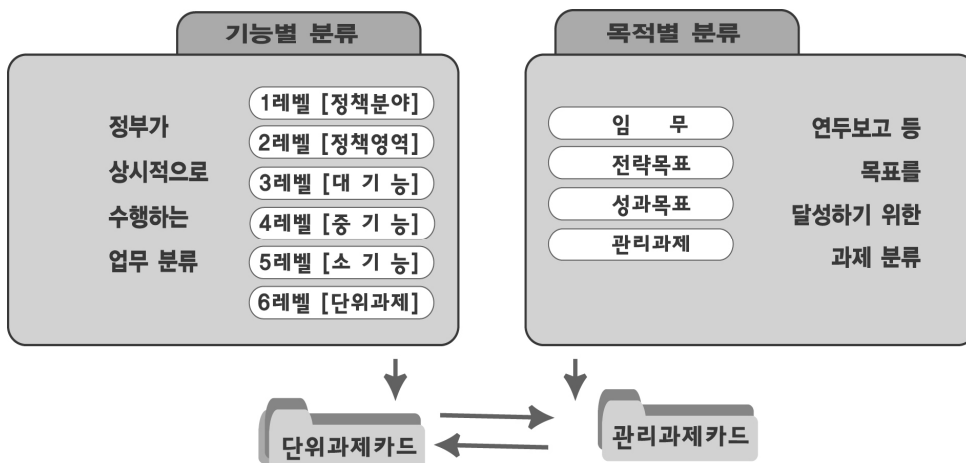 기능별 분류
정부가
상시적으로
수행하는
업무 분류
1레벨 [정책분야]
2레벨 [정책영역]
3레벨 [대 기 능]
4레벨 [중 기 능]
5레벨 [소 기 능]
6레벨 [단위과제]
목적별 분류
임 무
전략목표
성과목표
관리과제
연두보고 등
목표를
달성하기 위한
과제 분류
단위과제카드
관리과제카드